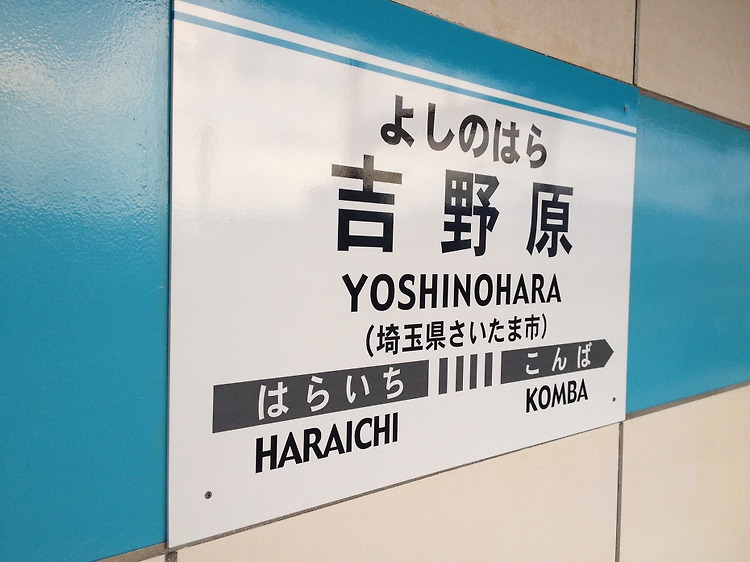 よしのはら
吉野原
YOSHINOHARA
(埼玉県さいたま市)
はらいち こんば
HARAICHI KOMBA